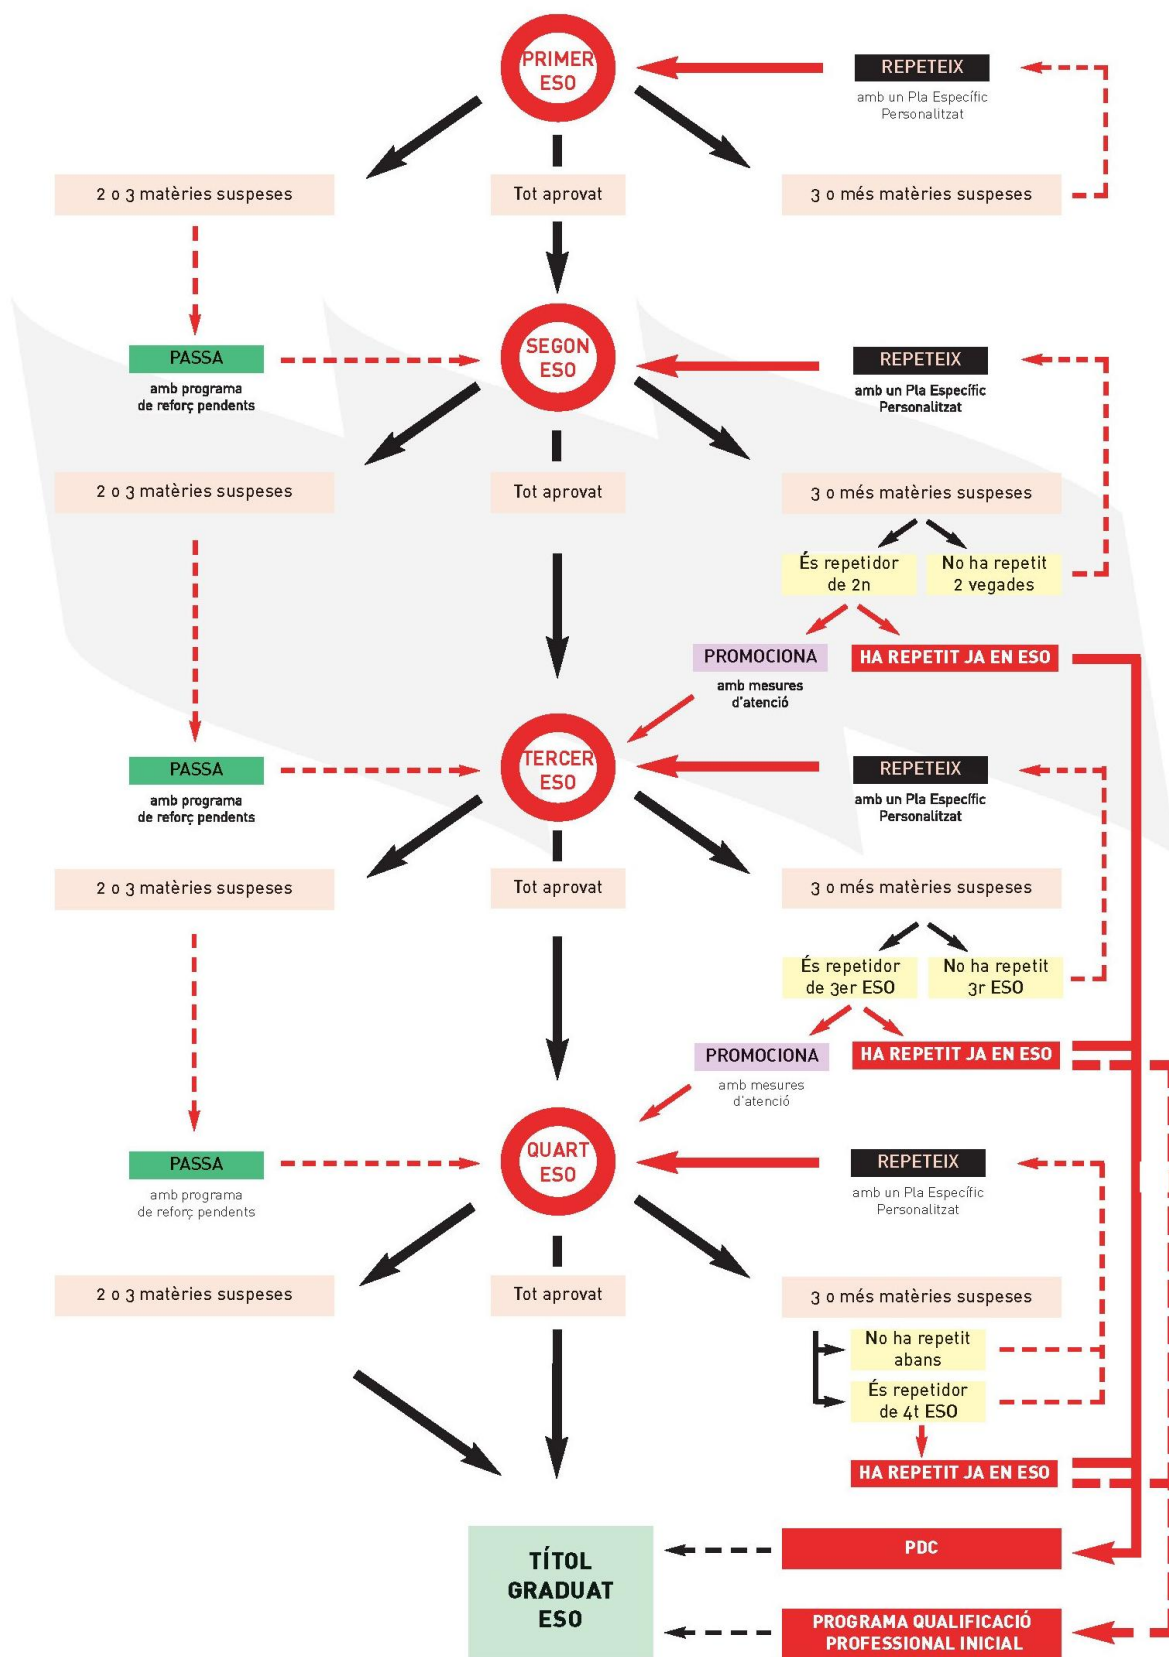 PRIMER
ESO
REPETEIX
amb un Pla Específic
Personalitzat
2 o 3 matèries suspeses
Tot aprovat
3 o més matèries suspeses
PASSA
amb programa
de reforç pendents
SEGON
ESO
REPETEIX
amb un Pla Específic
Personalitzat
2 o 3 matèries suspeses
Tot aprovat
3 o més matèries suspeses
És repetidor
de 2n
No ha repetit
2 vegades
PROMOCIONA
amb mesures
d'atenció
HA REPETIT JA EN ESO
PASSA
amb programa
de reforç pendents
TERCER
ESO
REPETEIX
amb un Pla Específic
Personalitzat
2 o 3 matèries suspeses
Tot aprovat
3 o més matèries suspeses
És repetidor
de 3er ESO
No ha repetit
3r ESO
PROMOCIONA
amb mesures
d'atenció
HA REPETIT JA EN ESO
PASSA
amb programa
de reforç pendents
QUART
ESO
REPETEIX
amb un Pla Específic
Personalitzat
2 o 3 matèries suspeses
Tot aprovat
3 o més matèries suspeses
No ha repetit
abans
És repetidor
de 4t ESO
HA REPETIT JA EN ESO
TÍTOL
GRADUAT
ESO
PDC
PROGRAMA QUALIFICACIÓ
PROFESSIONAL INICIAL